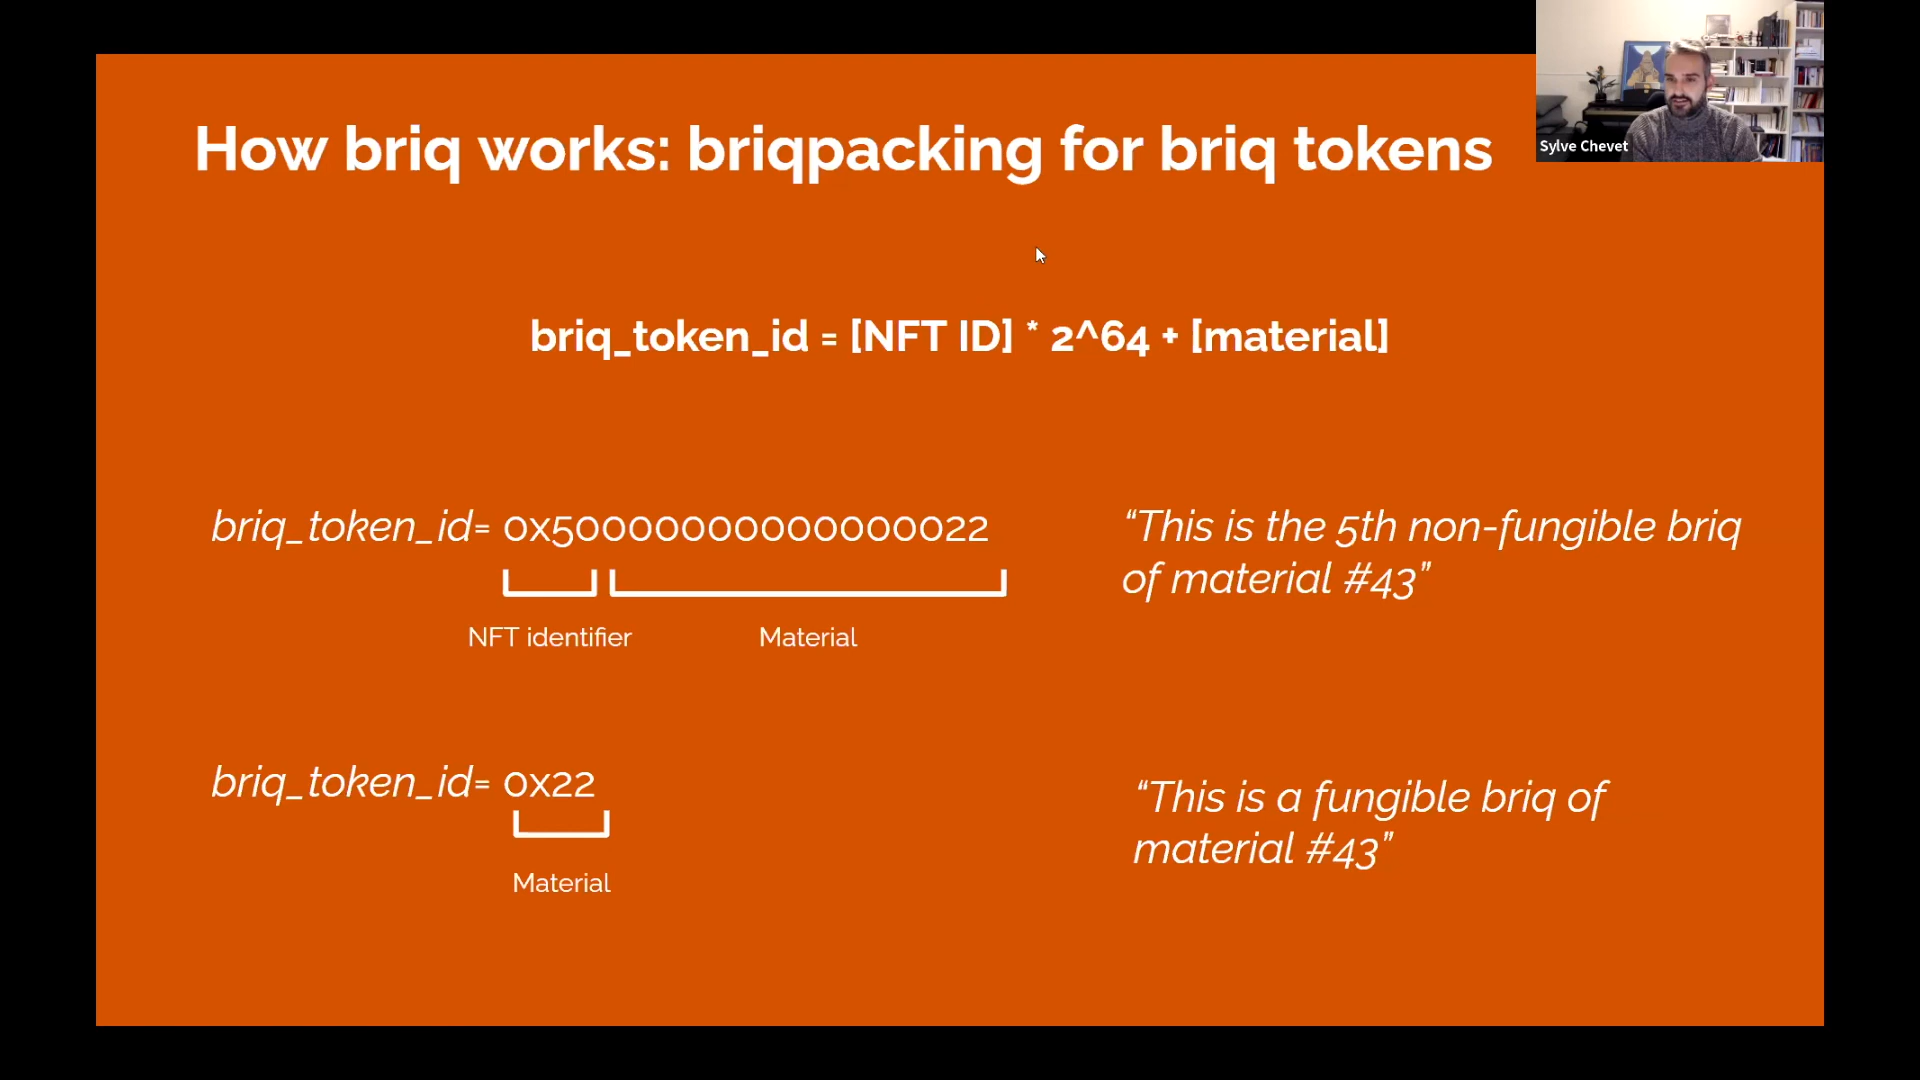 Sylve Chevet
How briq works: briqpacking for briq tokens
briq_token_id = [NFT ID] * 2^64 + [material]
briq_token_id= 0x50000000000000022
NFT identifier
Material
“This is the 5th non-fungible briq
of material #43”
briq_token_id= 0x22
Material
“This is a fungible briq of
material #43”